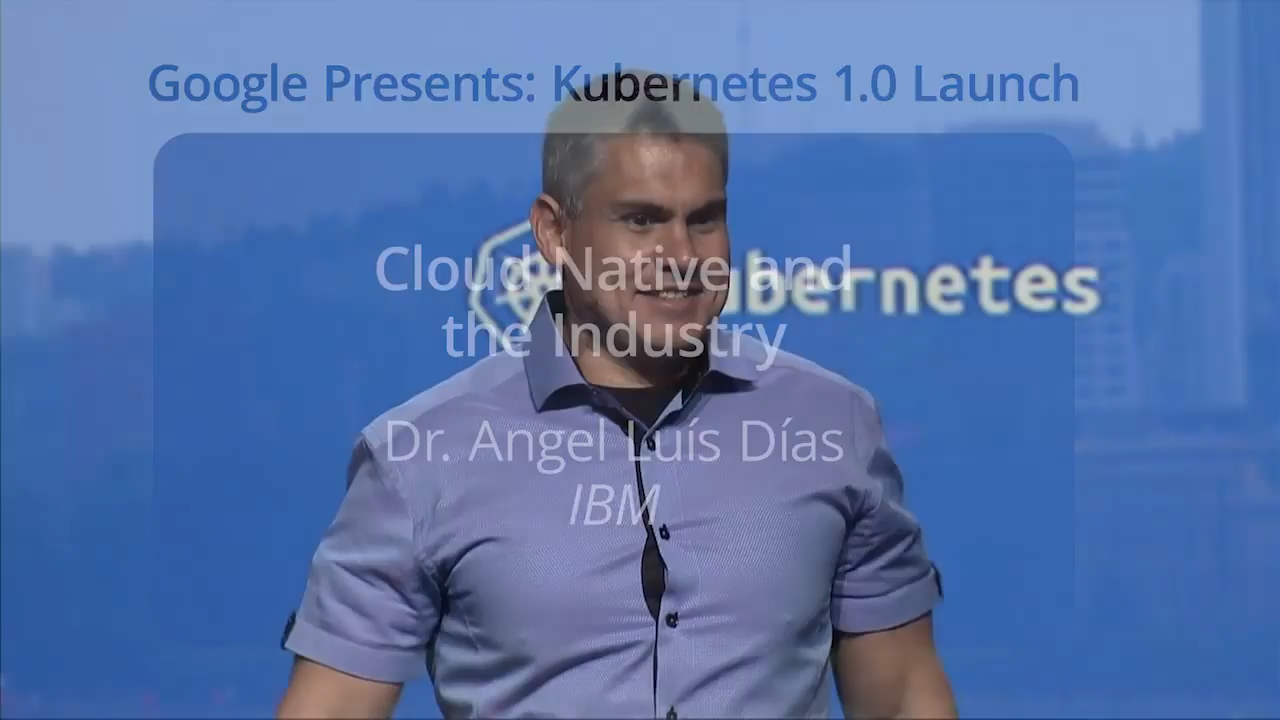 Google Presents: Kubernetes 1.0 Launch
Cloud Native and
kubernetes
the Industry
Dr. Angel Luís Días
IBM